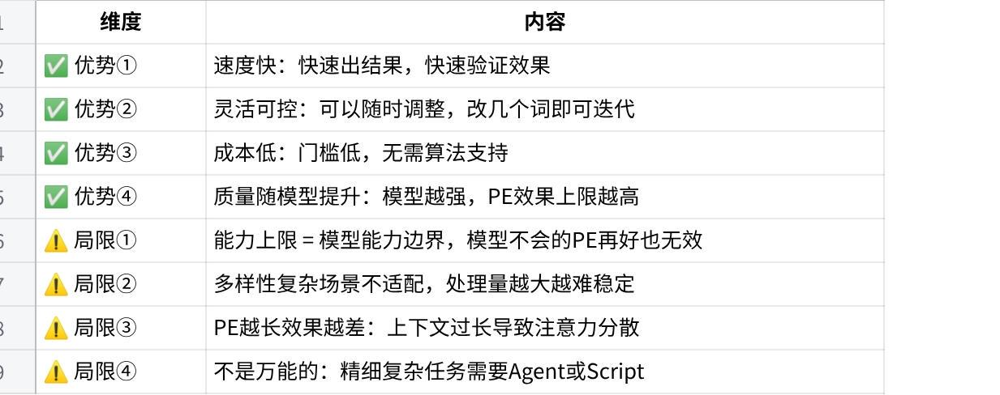 维度 内容
2 ✅ 优势① 速度快：快速出结果，快速验证效果
3 ✅ 优势② 灵活可控：可以随时调整，改几个词即可迭代
4 ✅ 优势③ 成本低：门槛低，无需算法支持
5 ✅ 优势④ 质量随模型提升：模型越强，PE效果上限越高
6 ⚠️ 局限① 能力上限 = 模型能力边界，模型不会的PE再好也无效
7 ⚠️ 局限② 多样性复杂场景不适配，处理量越大越难稳定
8 ⚠️ 局限③ PE越长效果越差：上下文过长导致注意力分散
9 ⚠️ 局限④ 不是万能的：精细复杂任务需要Agent或Script